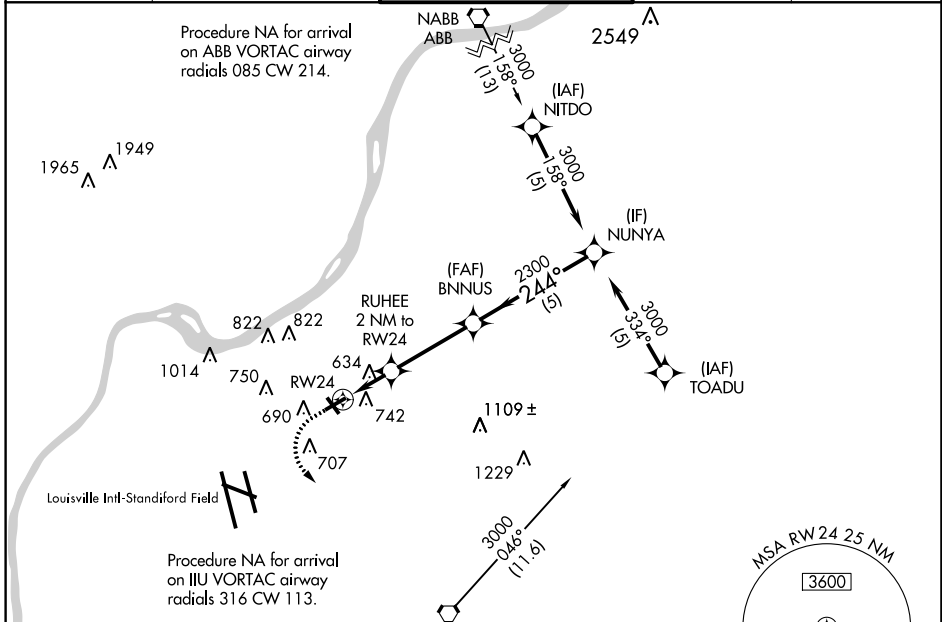 Procedure NA for arrival
on ABB VORTAC airway
radials 085 CW 214.
NABB
ABB
2549
3000
158°
(13)
(IAF)
NITDO
1965
1949
3000
158°
(5)
(IF)
NUNYA
(FAF)
BNNUS
2300
244°
(5)
RUHEE
2 NM to
RW24
822
822
1014
634
750
RW24
690
742
707
3000
334°
(5)
(IAF)
TOADU
1109 ±
1229
Louisville Intl-Standiford Field
3000
046°
(11.6)
Procedure NA for arrival
on IIU VORTAC airway
radials 316 CW 113.
MSA RW24 25 NM
3600